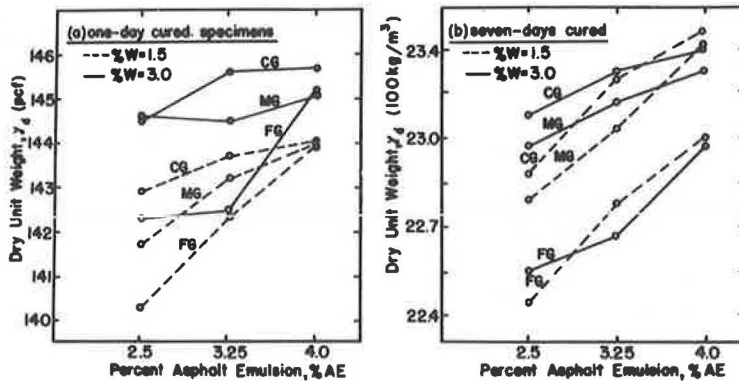 (a) one-day cured specimens
--- %W=1.5
— %W=3.0
CG
MG
FG
CG
MG
FG
146
145
144
143
142
141
140
Dry Unit Weight, γd (pcf)
2.5 3.25 4.0
Percent Asphalt Emulsion, % AE
(b) seven-days cured
--- %W=1.5
— %W=3.0
CG
MG
CG
MG
FG
FG
23.4
23.0
22.7
22.4
Dry Unit Weight, γd (100kg/m³)
2.5 3.25 4.0
Percent Asphalt Emulsion, % AE